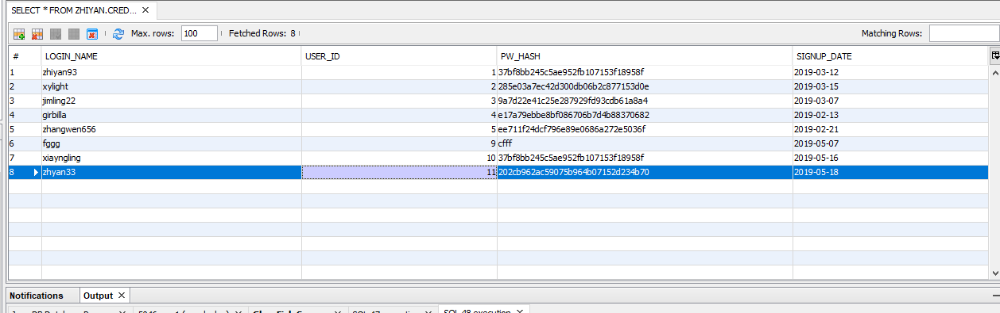 SELECT * FROM ZHIYAN.CRED... ×
Max. rows: 100 Fetched Rows: 8 Matching Rows:
# LOGIN_NAME USER_ID PW_HASH SIGNUP_DATE
1 zhiyan93 1 37bf8bb245c5ae952fb107153f18958f 2019-03-12
2 xylight 2 285e03a7ec42d300db06b2c877153d0e 2019-03-15
3 jimling22 3 9a7d22e41c25e287929fd93cdb61a8a4 2019-03-07
4 girbilla 4 e17a79ebbe8bf086706b7d4b88370682 2019-02-13
5 zhangwen656 5 ee711f24dcf796e89e0686a272e5036f 2019-02-21
6 fggg 9 cfff 2019-05-07
7 xiayngling 10 37bf8bb245c5ae952fb107153f18958f 2019-05-16
8 zhyan33 11 202cb962ac59075b964b07152d234b70 2019-05-18
Notifications Output ×
SQL 48 execution